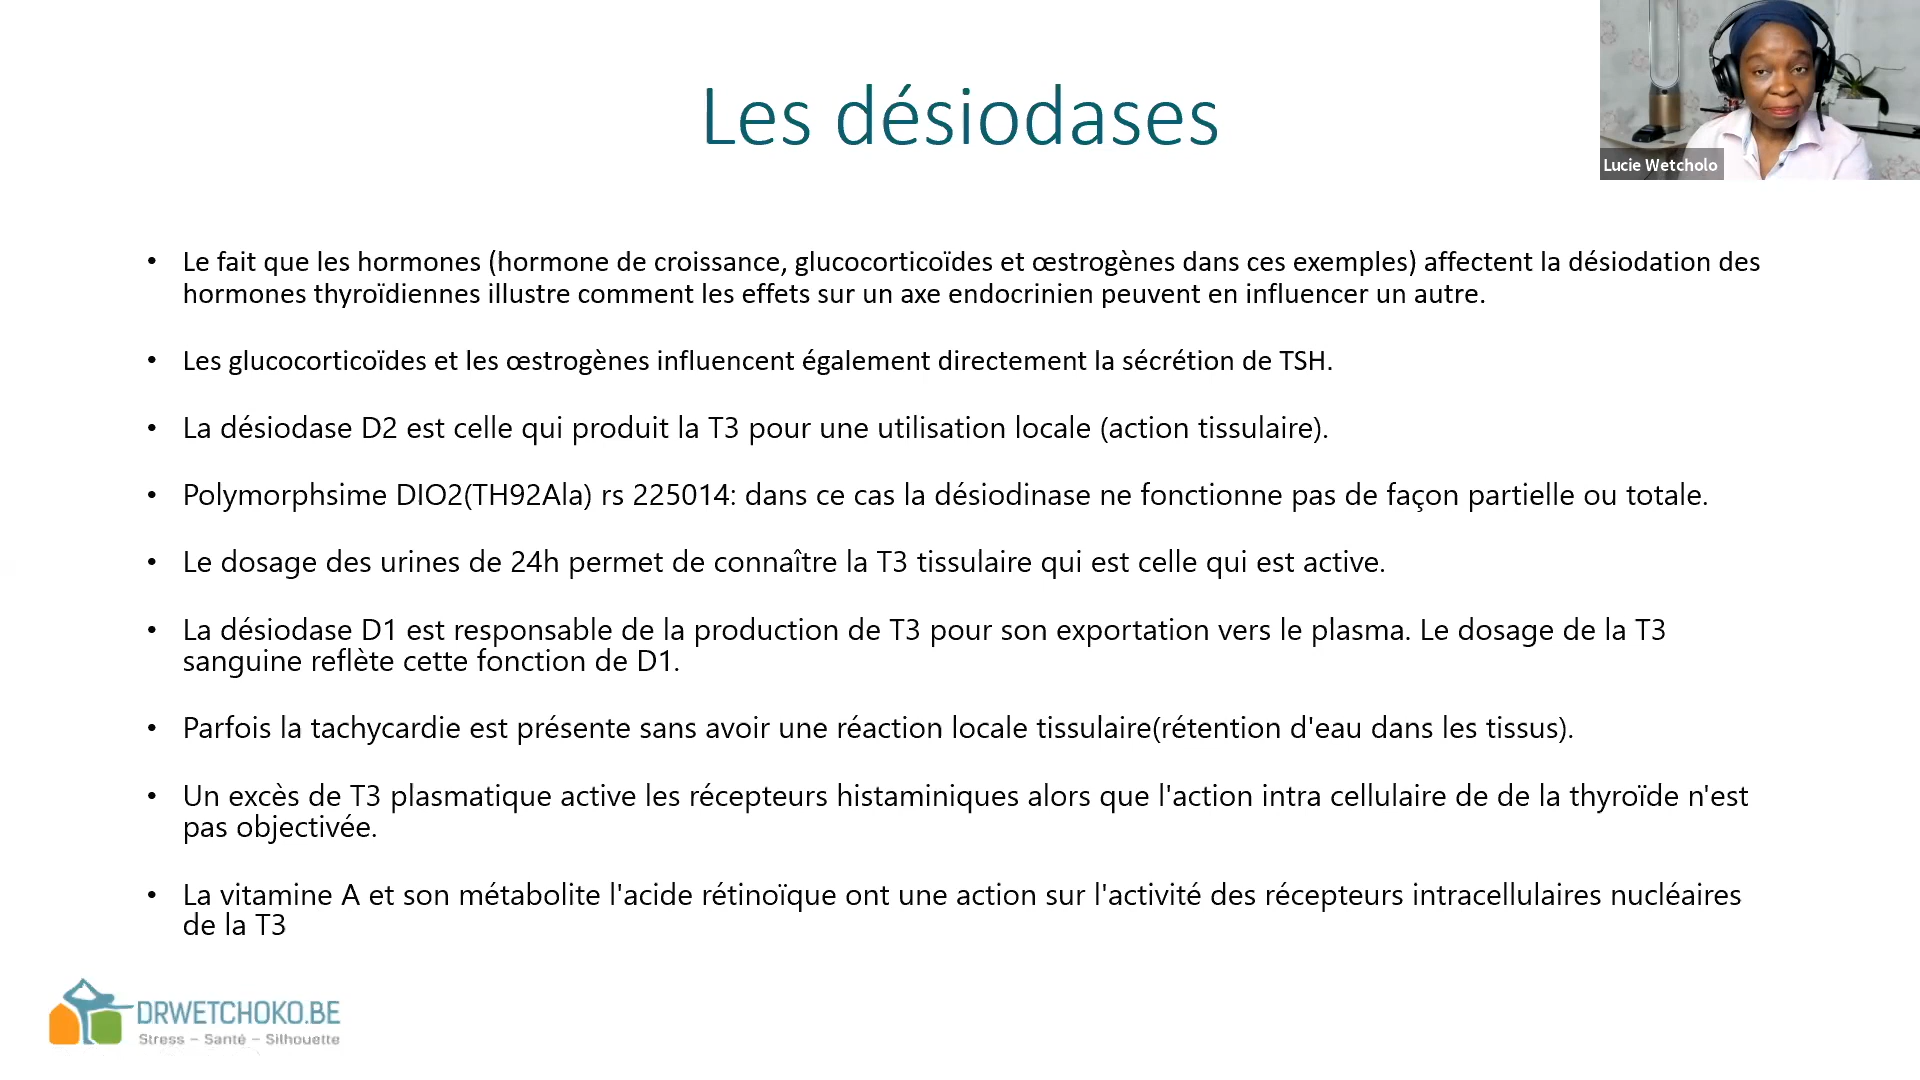 Les désiodases
Lucie Wetcholo
• Le fait que les hormones (hormone de croissance, glucocorticoïdes et œstrogènes dans ces exemples) affectent la désiodation des
hormones thyroïdiennes illustre comment les effets sur un axe endocrinien peuvent en influencer un autre.
• Les glucocorticoïdes et les œstrogènes influencent également directement la sécrétion de TSH.
• La désiodase D2 est celle qui produit la T3 pour une utilisation locale (action tissulaire).
• Polymorphsime DIO2(TH92Ala) rs 225014: dans ce cas la désiodinase ne fonctionne pas de façon partielle ou totale.
• Le dosage des urines de 24h permet de connaître la T3 tissulaire qui est celle qui est active.
• La désiodase D1 est responsable de la production de T3 pour son exportation vers le plasma. Le dosage de la T3
sanguine reflète cette fonction de D1.
• Parfois la tachycardie est présente sans avoir une réaction locale tissulaire(rétention d'eau dans les tissus).
• Un excès de T3 plasmatique active les récepteurs histaminiques alors que l'action intra cellulaire de de la thyroïde n'est
pas objectivée.
• La vitamine A et son métabolite l'acide rétinoïque ont une action sur l'activité des récepteurs intracellulaires nucléaires
de la T3
DRWETCHOKO.BE
Stress – Santé – Silhouette